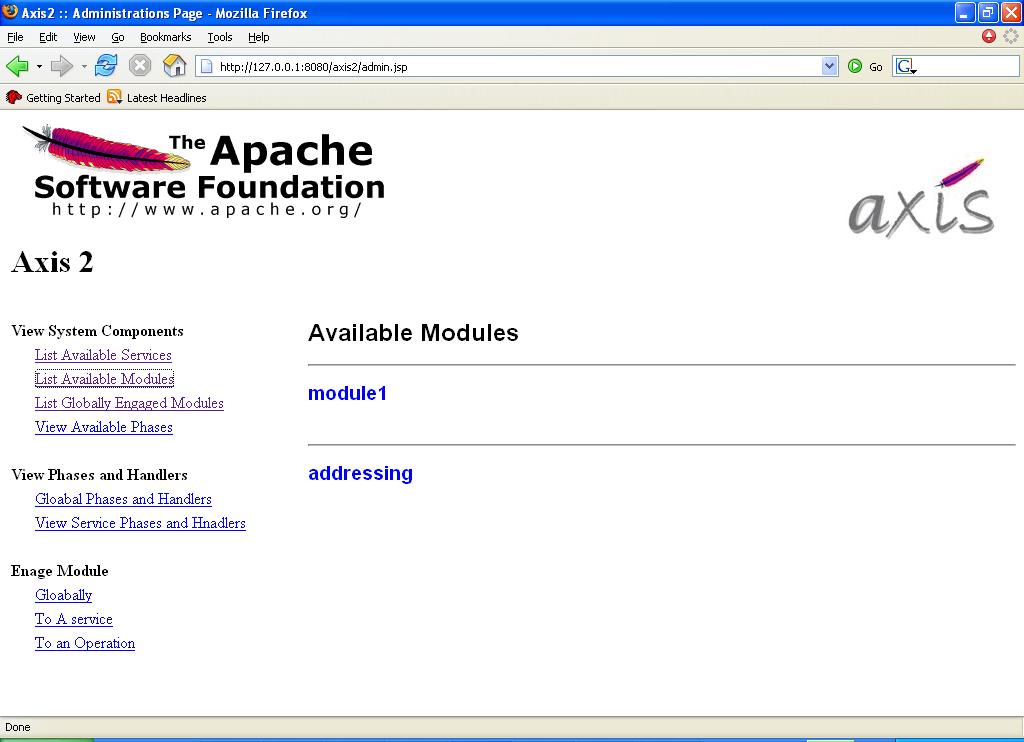 Axis2 :: Administrations Page - Mozilla Firefox
File Edit View Go Bookmarks Tools Help
http://127.0.0.1:8080/axis2/admin.jsp Go G
Getting Started Latest Headlines
The Apache
Software Foundation
http://www.apache.org/
axis
Axis 2
View System Components
List Available Services
List Available Modules
List Globally Engaged Modules
View Available Phases
View Phases and Handlers
Gloabal Phases and Handlers
View Service Phases and Hnadlers
Enage Module
Gloabally
To A service
To an Operation
Available Modules
module1
addressing
Done